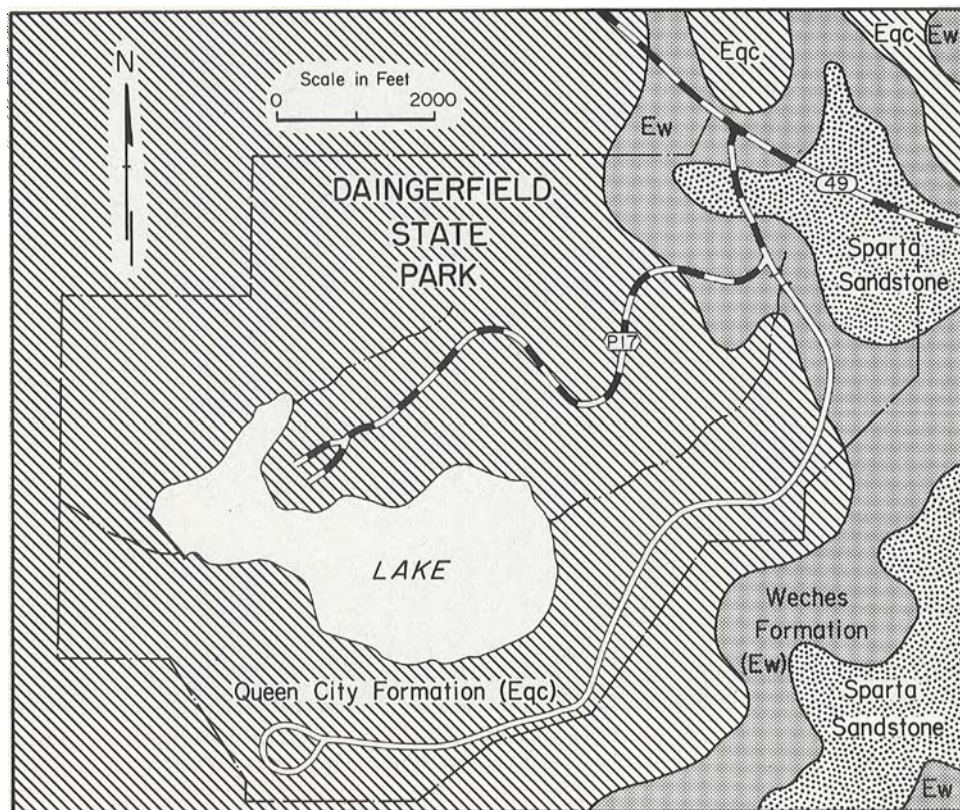 N
Scale in Feet
0 2000
Eqc
Eqc
Ew
Ew
49
DAINGERFIELD
STATE
PARK
Sparta
Sandstone
P17
LAKE
Weches
Formation
(Ew)
Queen City Formation (Eqc)
Sparta
Sandstone
Ew